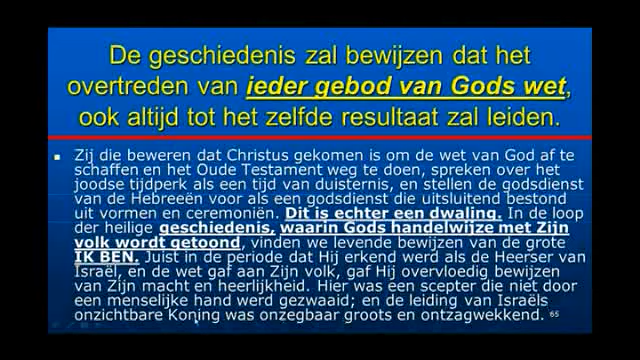 De geschiedenis zal bewijzen dat het
overtreden van ieder gebod van Gods wet,
ook altijd tot het zelfde resultaat zal leiden.
Zij die beweren dat Christus gekomen is om de wet van God af te
schaffen en het Oude Testament weg te doen, spreken over het
joodse tijdperk als een tijd van duisternis, en stellen de godsdienst
van de Hebreeën voor als een godsdienst die uitsluitend bestond
uit vormen en ceremoniën. Dit is echter een dwaling. In de loop
der heilige geschiedenis, waarin Gods handelwijze met Zijn
volk wordt getoond, vinden we levende bewijzen van de grote
IK BEN. Juist in de periode dat Hij erkend werd als de Heerser van
Israël, en de wet gaf aan Zijn volk, gaf Hij overvloedig bewijzen
van Zijn macht en heerlijkheid. Hier was een scepter die niet door
een menselijke hand werd gezwaaid; en de leiding van Israëls
onzichtbare Koning was onzegbaar groots en ontzagwekkend. 65